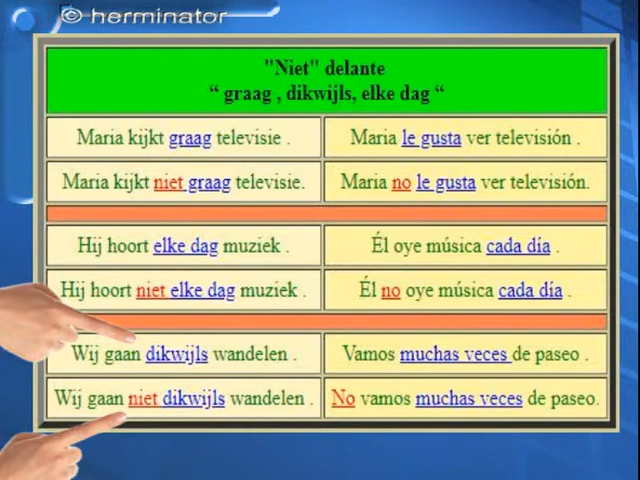 © herminator
"Niet" delante
“ graag , dikwijls, elke dag “
Maria kijkt graag televisie .
Maria le gusta ver televisión .
Maria kijkt niet graag televisie.
Maria no le gusta ver televisión.
Hij hoort elke dag muziek .
Él oye música cada día .
Hij hoort niet elke dag muziek .
Él no oye música cada día .
Wij gaan dikwijls wandelen .
Vamos muchas veces de paseo .
Wij gaan niet dikwijls wandelen .
No vamos muchas veces de paseo.